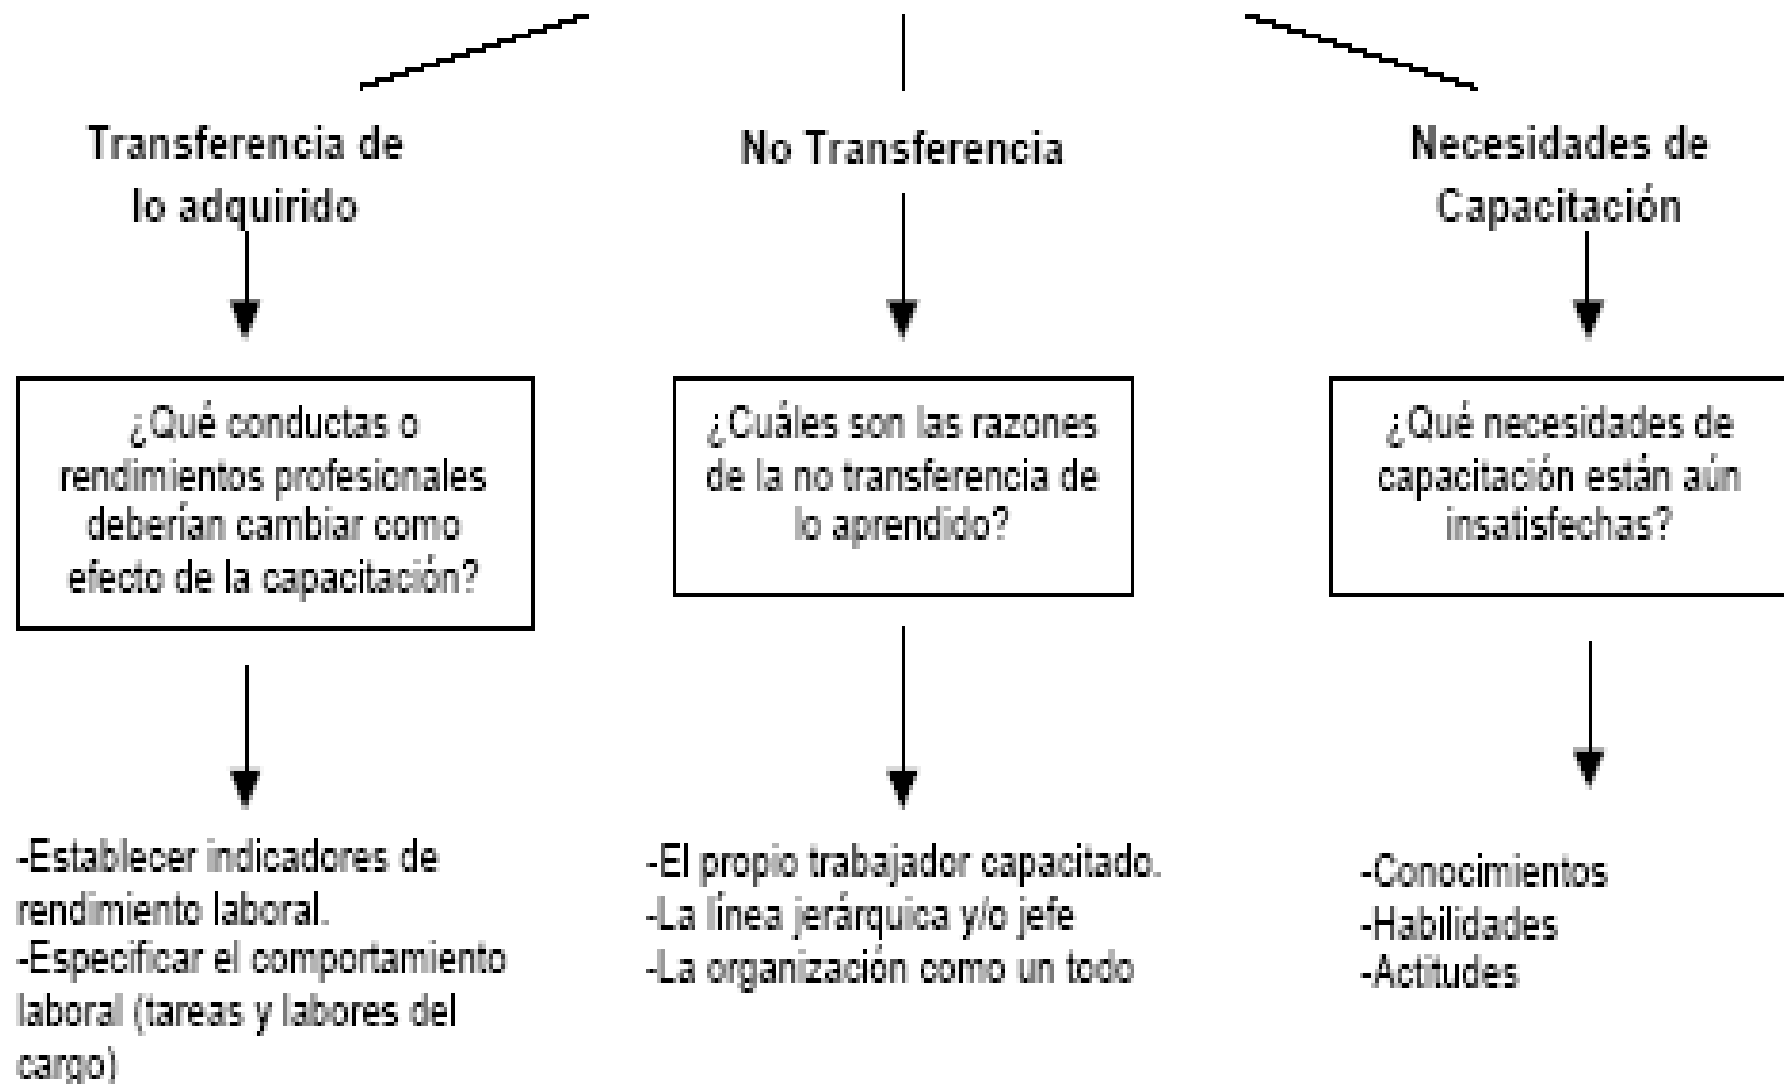 Transferencia de
lo adquirido
No Transferencia
Necesidades de
Capacitación
¿Qué conductas o
rendimientos profesionales
deberían cambiar como
efecto de la capacitación?
¿Cuáles son las razones
de la no transferencia de
lo aprendido?
¿Qué necesidades de
capacitación están aún
insatisfechas?
-Establecer indicadores de
rendimiento laboral.
-Especificar el comportamiento
laboral (tareas y labores del
cargo)
-El propio trabajador capacitado.
-La línea jerárquica y/o jefe
-La organización como un todo
-Conocimientos
-Habilidades
-Actitudes